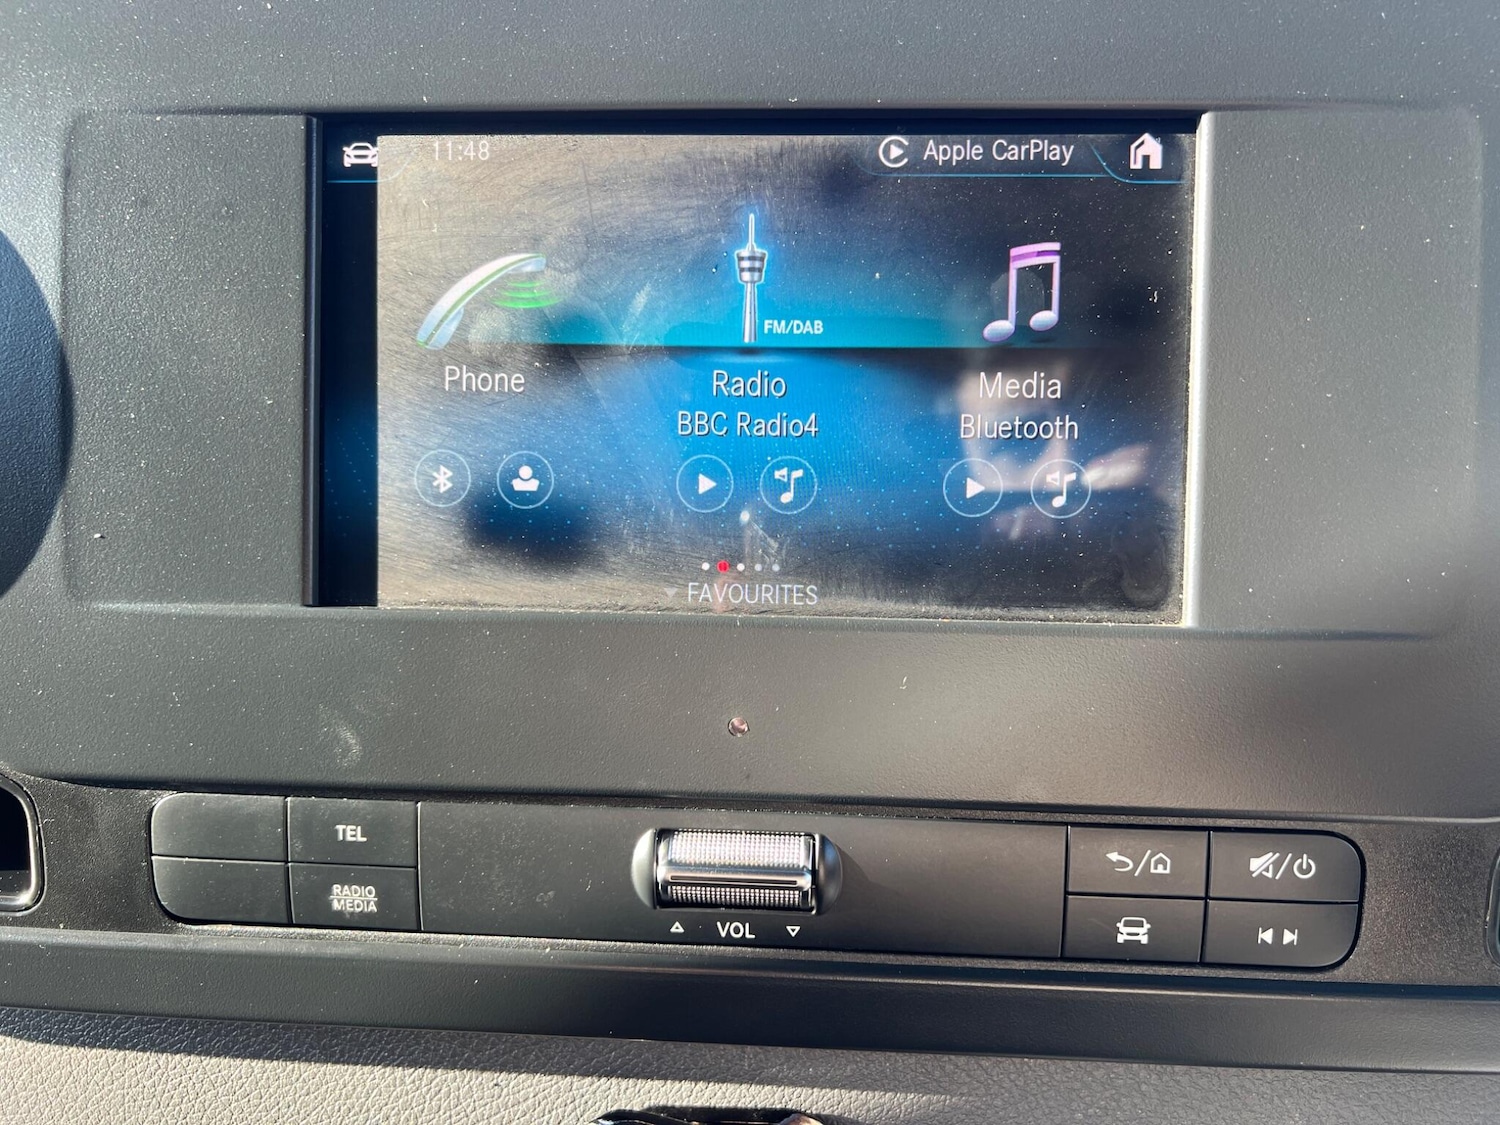 11:48
Apple CarPlay
FM/DAB
Phone
Radio
BBC Radio4
Media
Bluetooth
FAVOURITES
TEL
RADIO
MEDIA
VOL